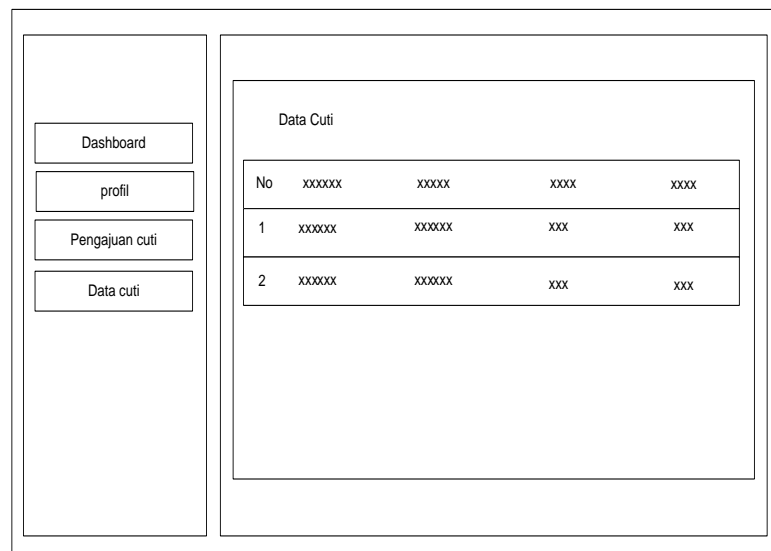 Dashboard
profil
Pengajuan cuti
Data cuti
Data Cuti
No xxxxxx xxxxx xxxx xxxx
1 xxxxxx xxxxxx xxx xxx
2 xxxxxx xxxxxx xxx xxx